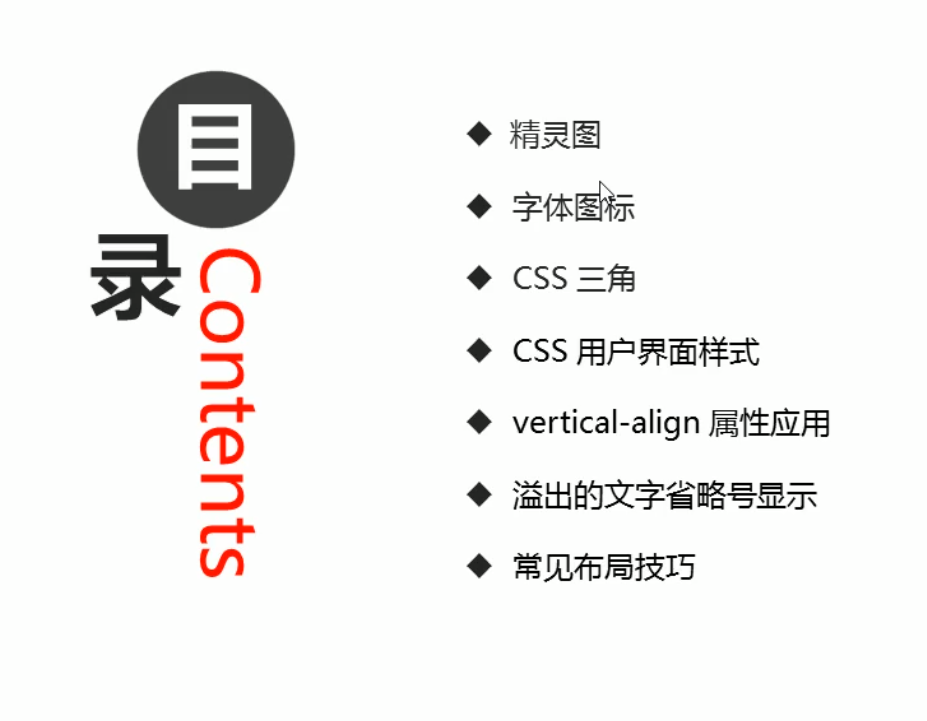 目
录
Contents
精灵图
字体图标
CSS 三角
CSS 用户界面样式
vertical-align 属性应用
溢出的文字省略号显示
常见布局技巧